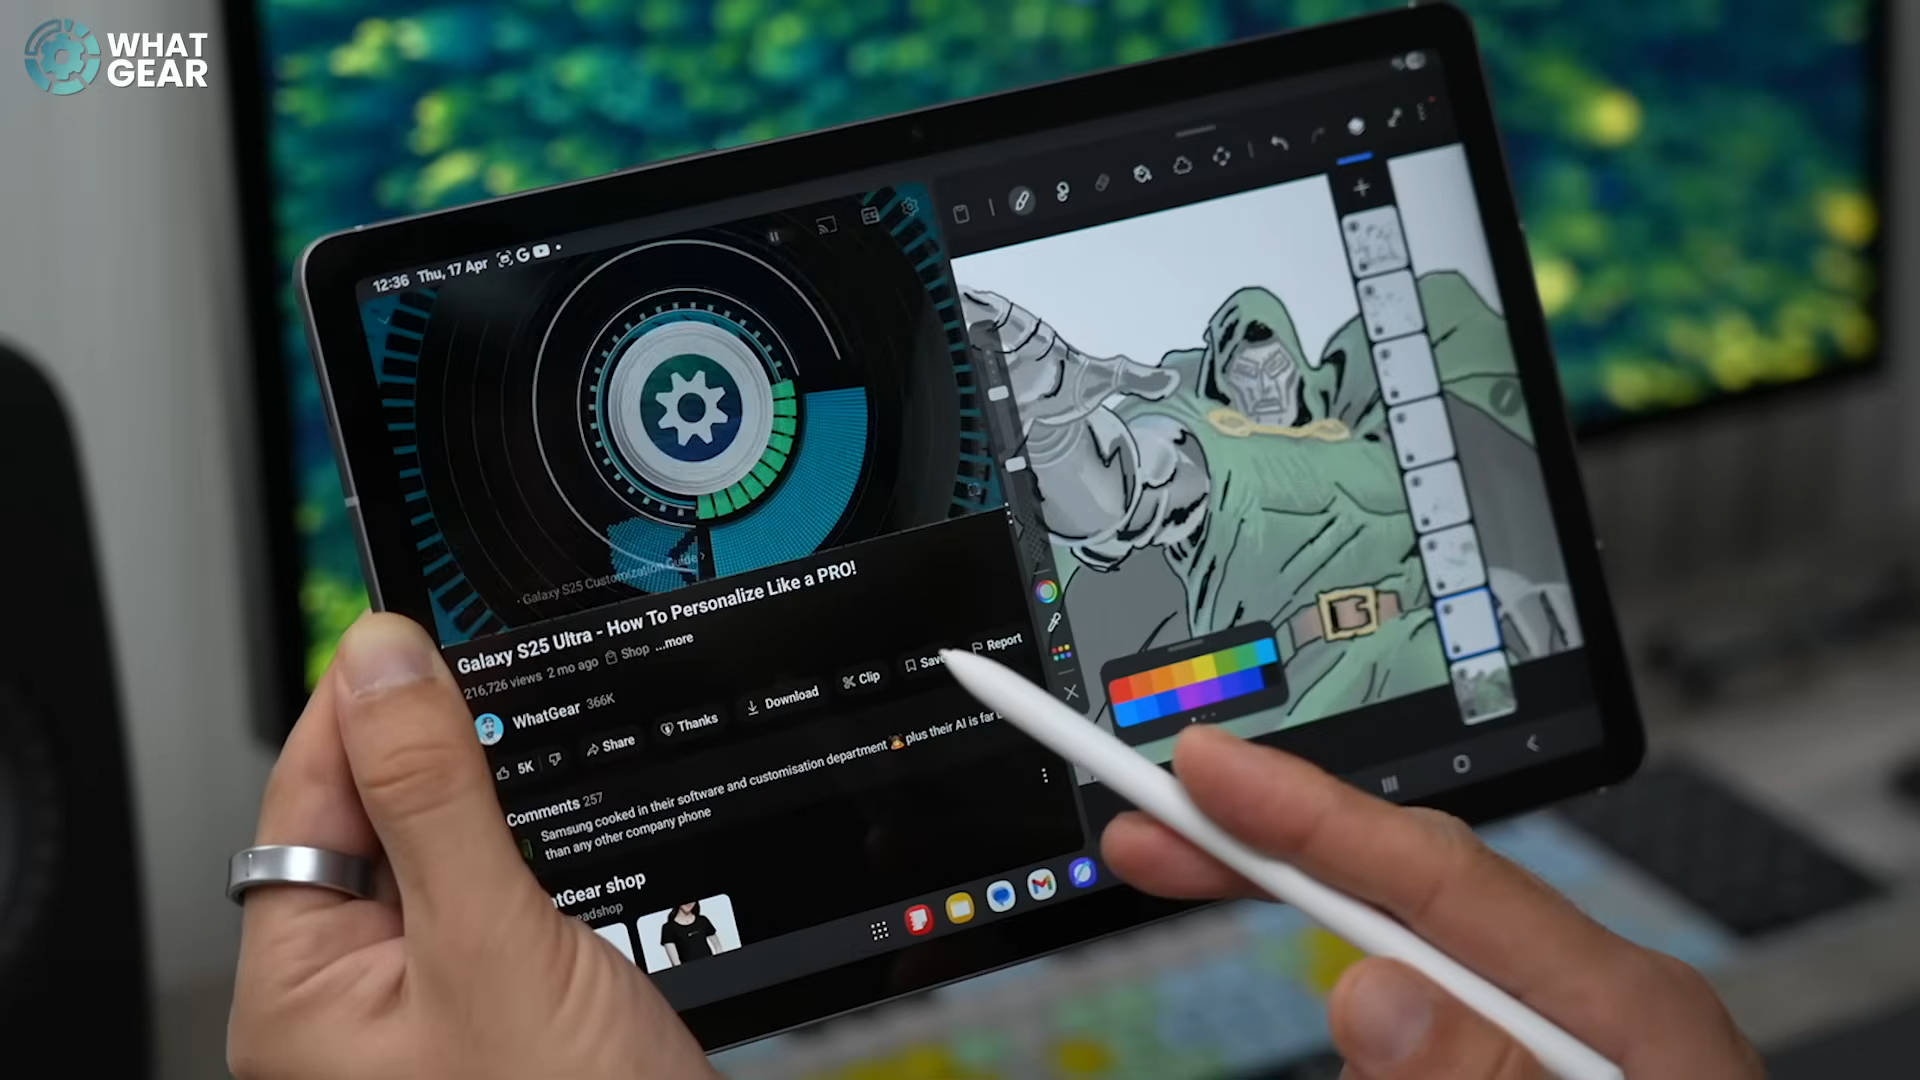 WHAT
GEAR
12:36 Thu, 17 Apr
Galaxy S25 Customization Guide
Galaxy S25 Ultra - How To Personalize Like a PRO!
216,726 views 2 mo ago Shop ...more
WhatGear 366K
5K Share Thanks Download Clip Save Report
Comments 257
Samsung cooked in their software and customisation department plus their AI is far
than any other company phone
shop